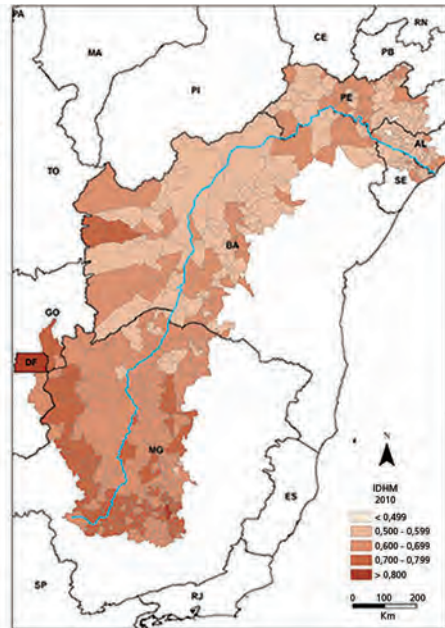 PA
RN
CE
MA
PB
PI
PE
AL
TO
SE
BA
GO
DF
MG
N
ES
IDHM
2010
< 0,499
0,500 - 0,599
0,600 - 0,699
0,700 - 0,799
> 0,800
SP
RJ
0 100 200
Km